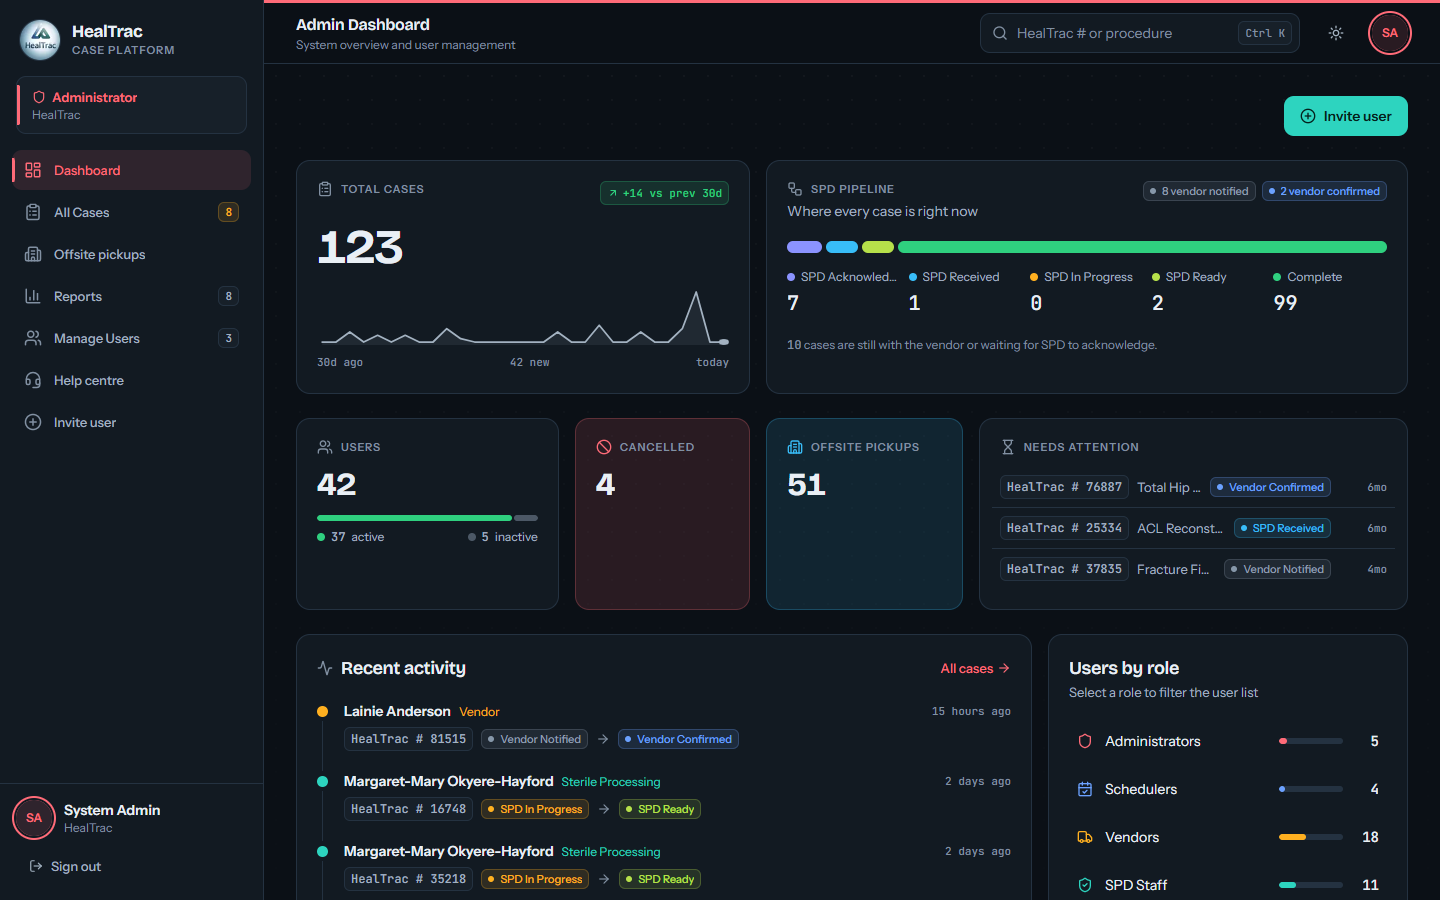 HealTrac
HealTrac
CASE PLATFORM
Administrator
HealTrac
Dashboard
All Cases 8
Offsite pickups
Reports 8
Manage Users 3
Help centre
Invite user
SA System Admin
HealTrac
Sign out
Admin Dashboard
System overview and user management
HealTrac # or procedure Ctrl K
SA
Invite user
TOTAL CASES
+14 vs prev 30d
123
30d ago 42 new today
SPD PIPELINE
8 vendor notified 2 vendor confirmed
Where every case is right now
SPD Acknowled... SPD Received SPD In Progress SPD Ready Complete
7 1 0 2 99
10 cases are still with the vendor or waiting for SPD to acknowledge.
USERS
42
37 active 5 inactive
CANCELLED
4
OFFSITE PICKUPS
51
NEEDS ATTENTION
HealTrac # 76887 Total Hip ... Vendor Confirmed 6mo
HealTrac # 25334 ACL Reconst... SPD Received 6mo
HealTrac # 37835 Fracture Fi... Vendor Notified 4mo
Recent activity All cases →
Lainie Anderson Vendor 15 hours ago
HealTrac # 81515 Vendor Notified → Vendor Confirmed
Margaret-Mary Okyere-Hayford Sterile Processing 2 days ago
HealTrac # 16748 SPD In Progress → SPD Ready
Margaret-Mary Okyere-Hayford Sterile Processing 2 days ago
HealTrac # 35218 SPD In Progress → SPD Ready
Users by role
Select a role to filter the user list
Administrators 5
Schedulers 4
Vendors 18
SPD Staff 11